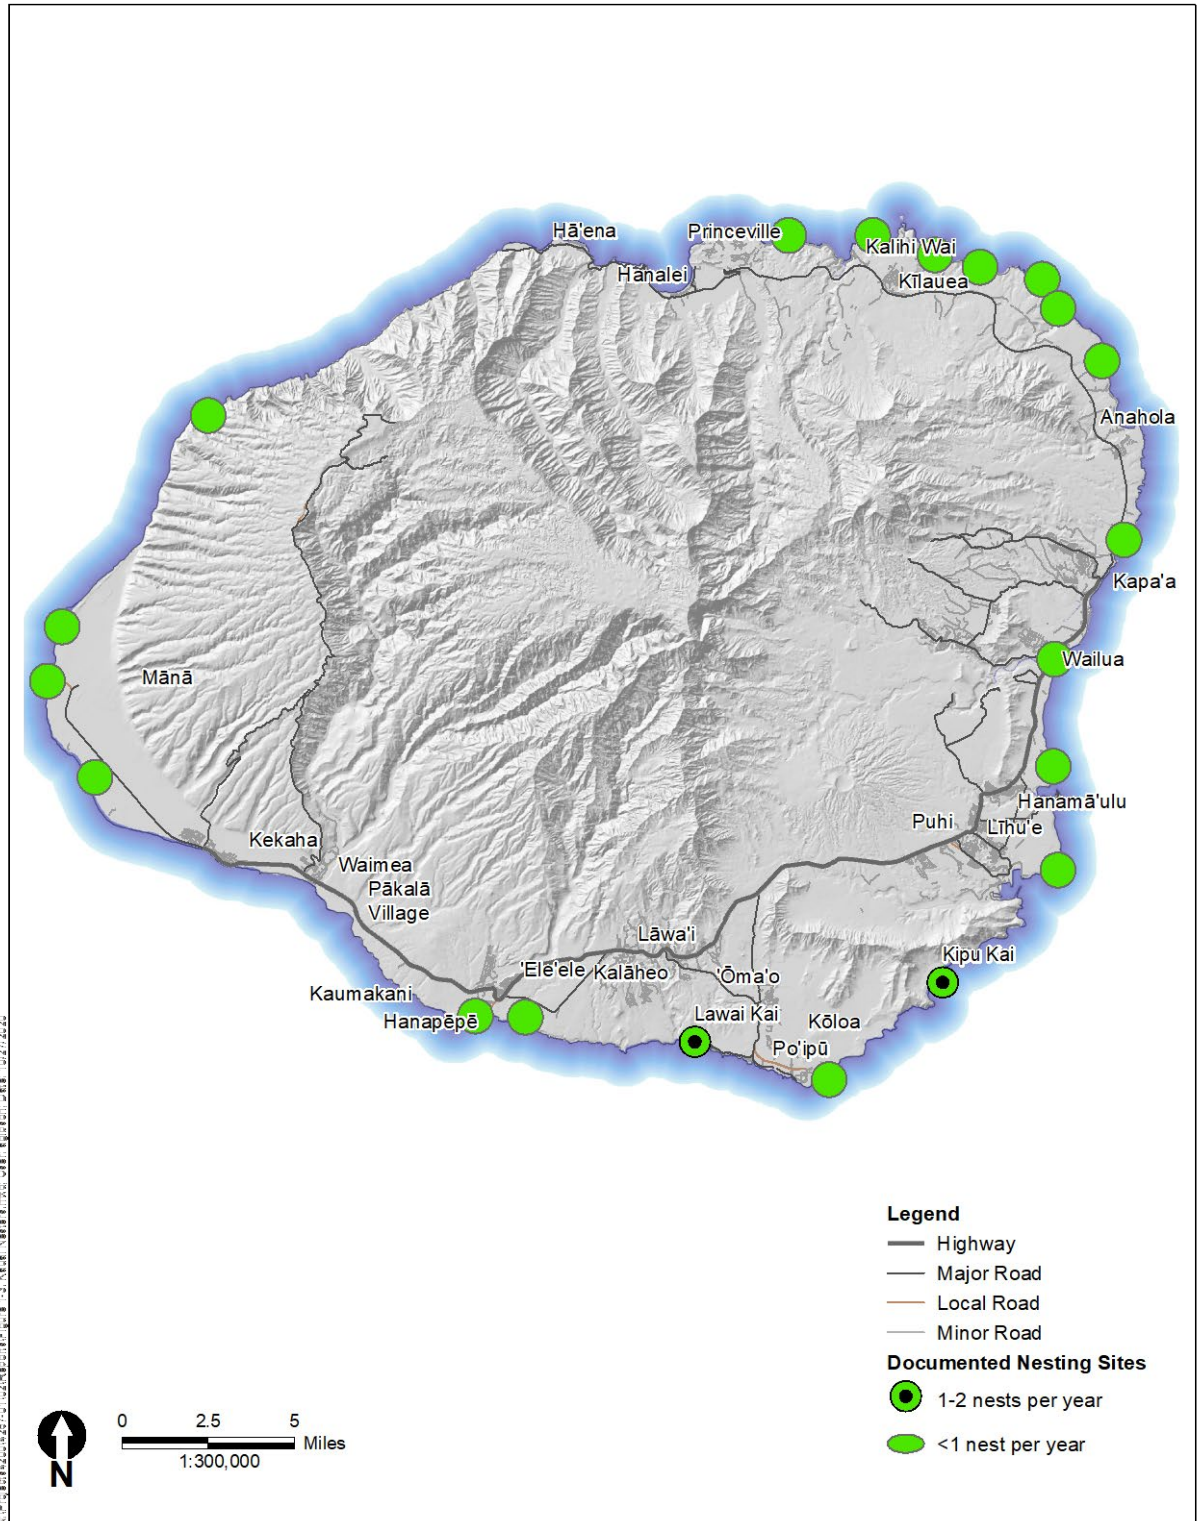 Hā'ena
Princeville
Kalihi Wai
Hanalei
Kīlauea
Anahola
Kapa'a
Wailua
Mānā
Hanamā'ulu
Puhi
Līhu'e
Kekaha
Waimea
Pākalā
Village
Lāwa'i
Kipu Kai
'Ele'ele
Kalāheo
'Ōma'o
Kaumakani
Hanapēpē
Lawai Kai
Kōloa
Po'ipū
Legend
Highway
Major Road
Local Road
Minor Road
Documented Nesting Sites
1-2 nests per year
<1 nest per year
0 2.5 5
Miles
1:300,000
N